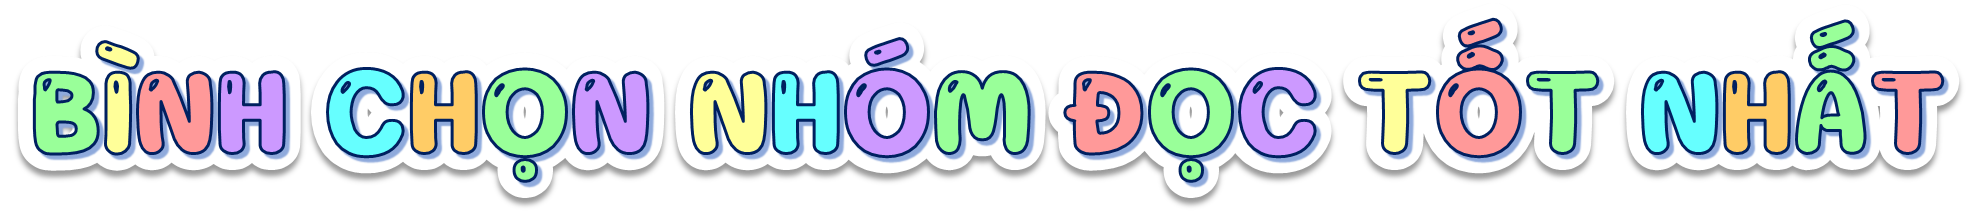 BÌNH CHỌN NHÓM ĐỌC TỐT NHẤT